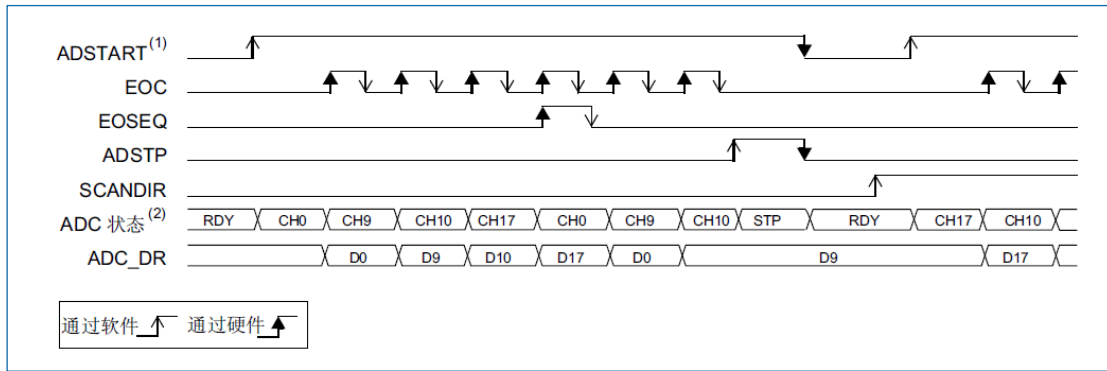 ADSTART(1)
EOC
EOSEQ
ADSTP
SCANDIR
ADC 状态(2) RDY CH0 CH9 CH10 CH17 CH0 CH9 CH10 STP RDY CH17 CH10
ADC_DR D0 D9 D10 D17 D0 D9 D17
通过软件 通过硬件